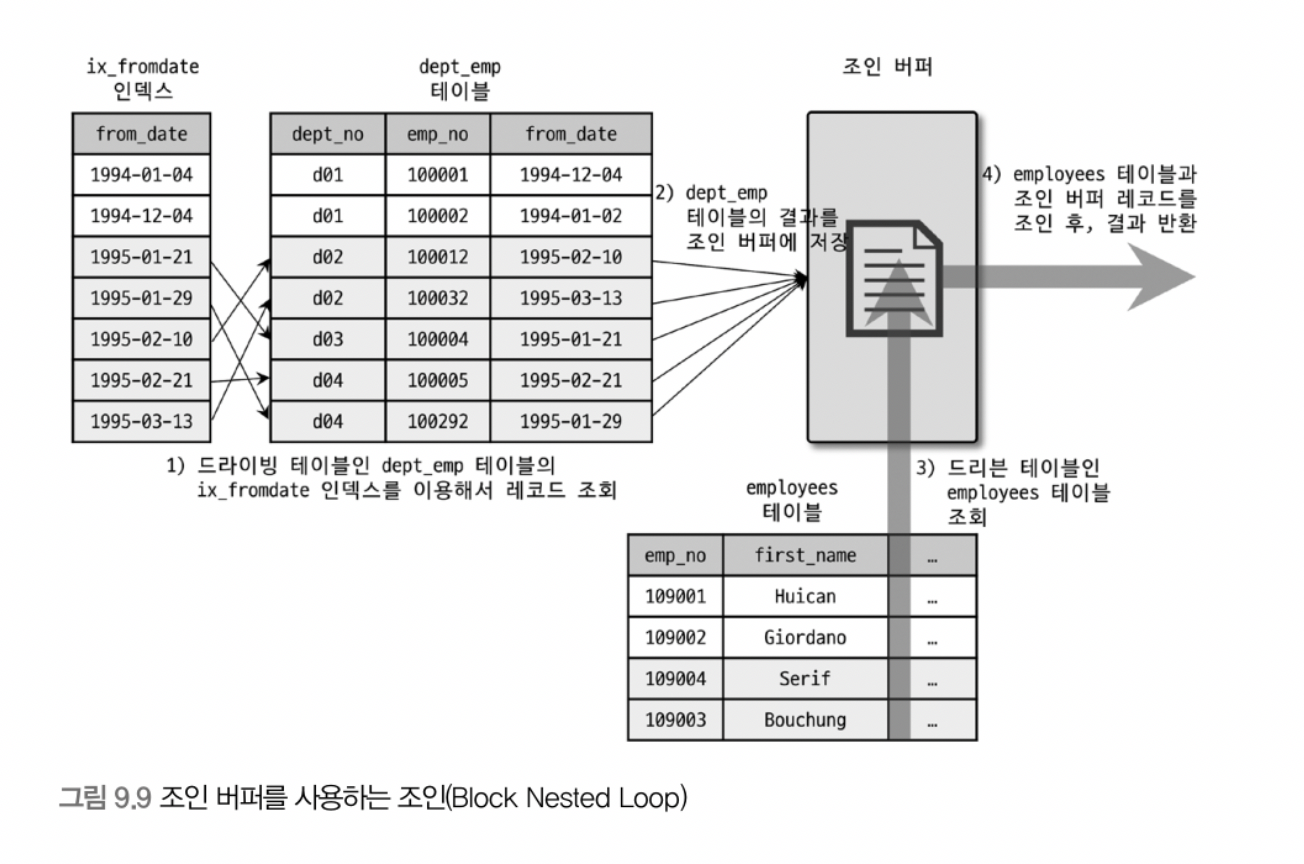 ix_fromdate
인덱스
from_date
1994-01-04
1994-12-04
1995-01-21
1995-01-29
1995-02-10
1995-02-21
1995-03-13
dept_emp
테이블
dept_no emp_no from_date
d01 100001 1994-12-04
d01 100002 1994-01-02
d02 100012 1995-02-10
d02 100032 1995-03-13
d03 100004 1995-01-21
d04 100005 1995-02-21
d04 100292 1995-01-29
1) 드라이빙 테이블인 dept_emp 테이블의
ix_fromdate 인덱스를 이용해서 레코드 조회
2) dept_emp
테이블의 결과를
조인 버퍼에 저장
조인 버퍼
4) employees 테이블과
조인 버퍼 레코드를
조인 후, 결과 반환
3) 드리븐 테이블인
employees 테이블
조회
employees
테이블
emp_no first_name …
109001 Huican …
109002 Giordano …
109004 Serif …
109003 Bouchung …
그림 9.9 조인 버퍼를 사용하는 조인(Block Nested Loop)